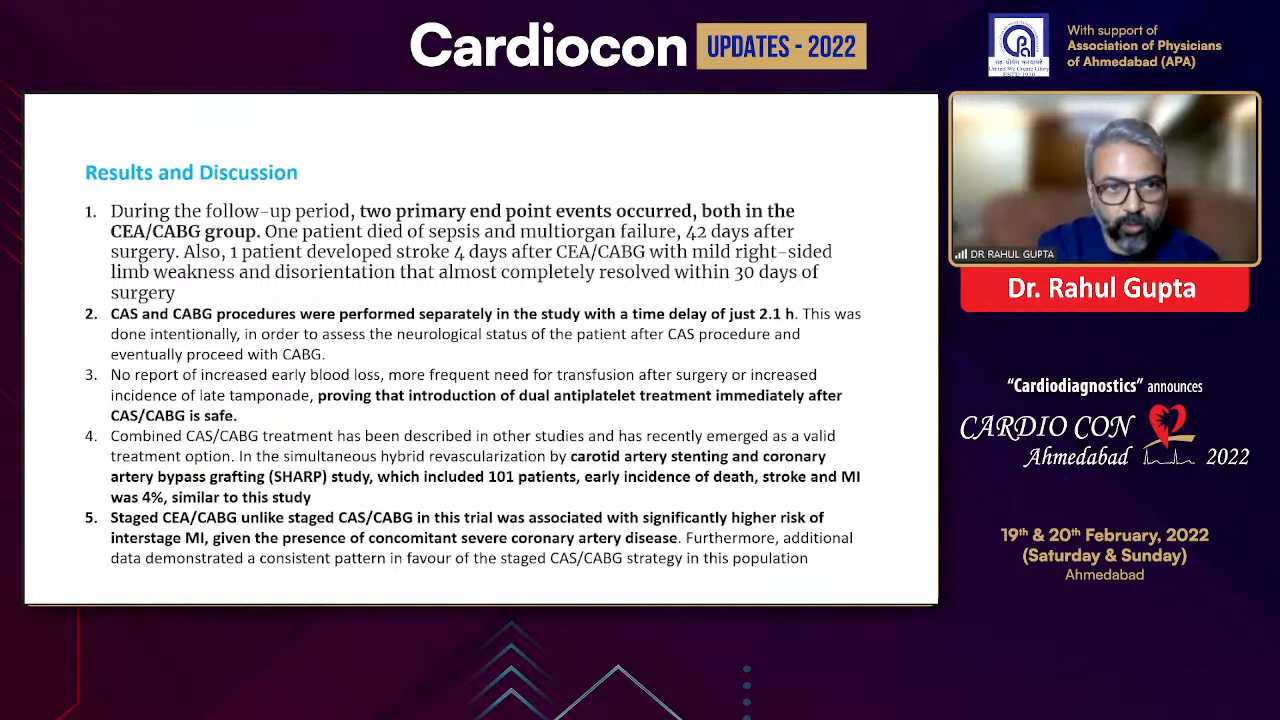 Cardiocon UPDATES - 2022
With support of
Association of Physicians
of Ahmedabad (APA)
United We Create Glory
ESTD 1970
Results and Discussion
1. During the follow-up period, two primary end point events occurred, both in the
CEA/CABG group. One patient died of sepsis and multiorgan failure, 42 days after
surgery. Also, 1 patient developed stroke 4 days after CEA/CABG with mild right-sided
limb weakness and disorientation that almost completely resolved within 30 days of
surgery
2. CAS and CABG procedures were performed separately in the study with a time delay of just 2.1 h. This was
done intentionally, in order to assess the neurological status of the patient after CAS procedure and
eventually proceed with CABG.
3. No report of increased early blood loss, more frequent need for transfusion after surgery or increased
incidence of late tamponade, proving that introduction of dual antiplatelet treatment immediately after
CAS/CABG is safe.
4. Combined CAS/CABG treatment has been described in other studies and has recently emerged as a valid
treatment option. In the simultaneous hybrid revascularization by carotid artery stenting and coronary
artery bypass grafting (SHARP) study, which included 101 patients, early incidence of death, stroke and MI
was 4%, similar to this study
5. Staged CEA/CABG unlike staged CAS/CABG in this trial was associated with significantly higher risk of
interstage MI, given the presence of concomitant severe coronary artery disease. Furthermore, additional
data demonstrated a consistent pattern in favour of the staged CAS/CABG strategy in this population
DR RAHUL GUPTA
Dr. Rahul Gupta
"Cardiodiagnostics" announces
CARDIO CON
Ahmedabad 2022
19th & 20th February, 2022
(Saturday & Sunday)
Ahmedabad